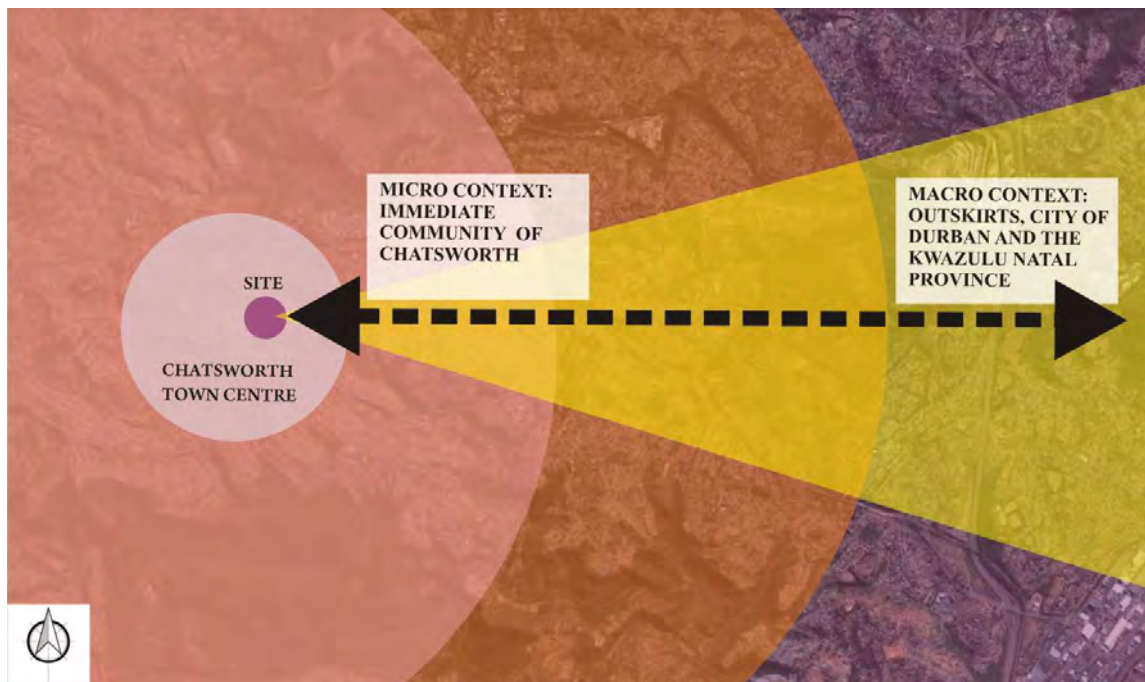 MICRO CONTEXT:
IMMEDIATE
COMMUNITY OF
CHATSWORTH
MACRO CONTEXT:
OUTSKIRTS, CITY OF
DURBAN AND THE
KWAZULU NATAL
PROVINCE
SITE
CHATSWORTH
TOWN CENTRE